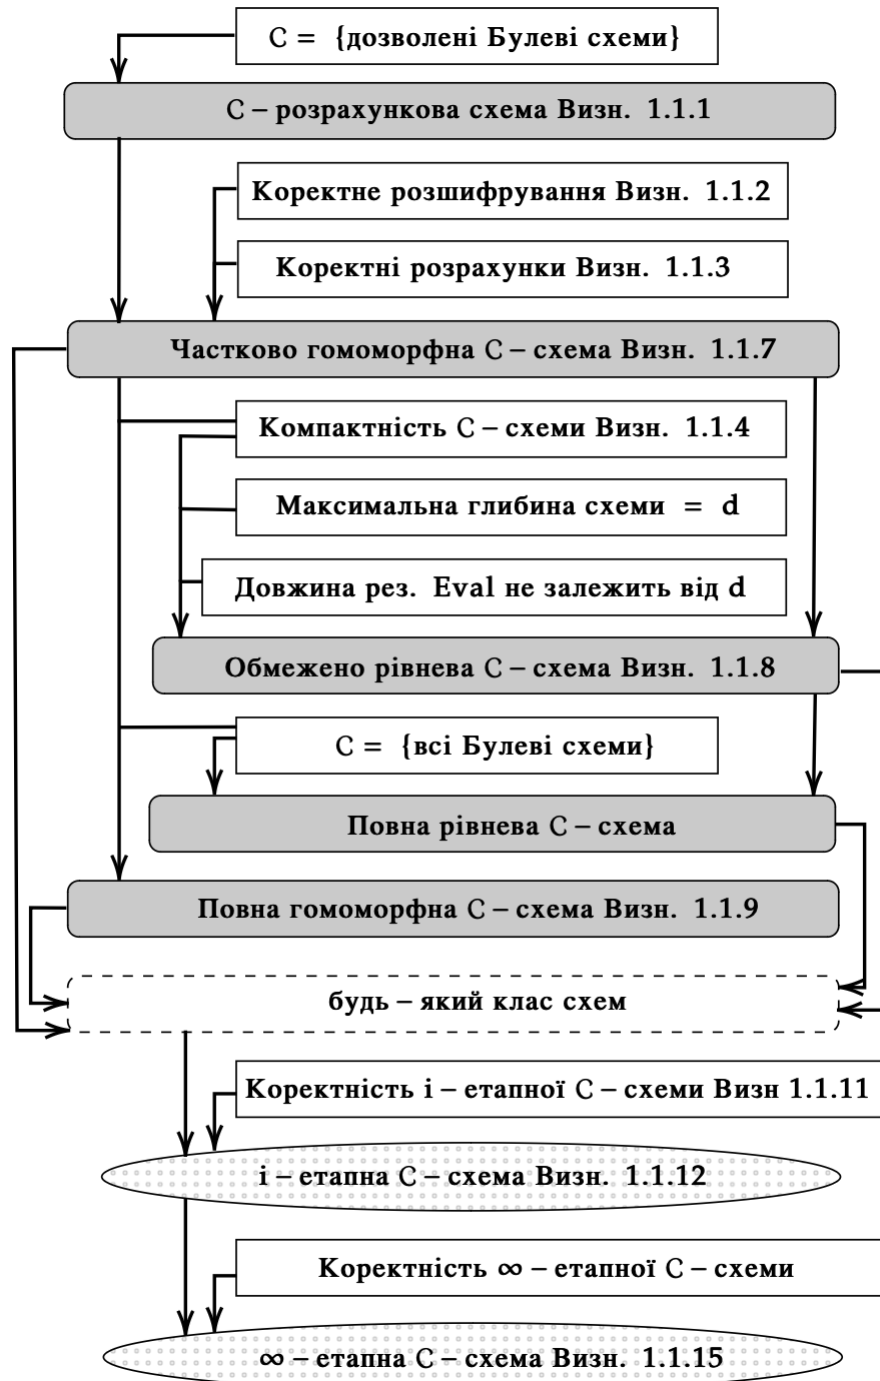 C = {дозволені Булеві схеми}
C – розрахункова схема Визн. 1.1.1
Коректне розшифрування Визн. 1.1.2
Коректні розрахунки Визн. 1.1.3
Частково гомоморфна C – схема Визн. 1.1.7
Компактність C – схеми Визн. 1.1.4
Максимальна глибина схеми = d
Довжина рез. Eval не залежить від d
Обмежено рівнева C – схема Визн. 1.1.8
C = {всі Булеві схеми}
Повна рівнева C – схема
Повна гомоморфна C – схема Визн. 1.1.9
будь – який клас схем
Коректність і – етапної C – схеми Визн 1.1.11
і – етапна C – схема Визн. 1.1.12
Коректність ∞ – етапної C – схеми
∞ – етапна C – схема Визн. 1.1.15